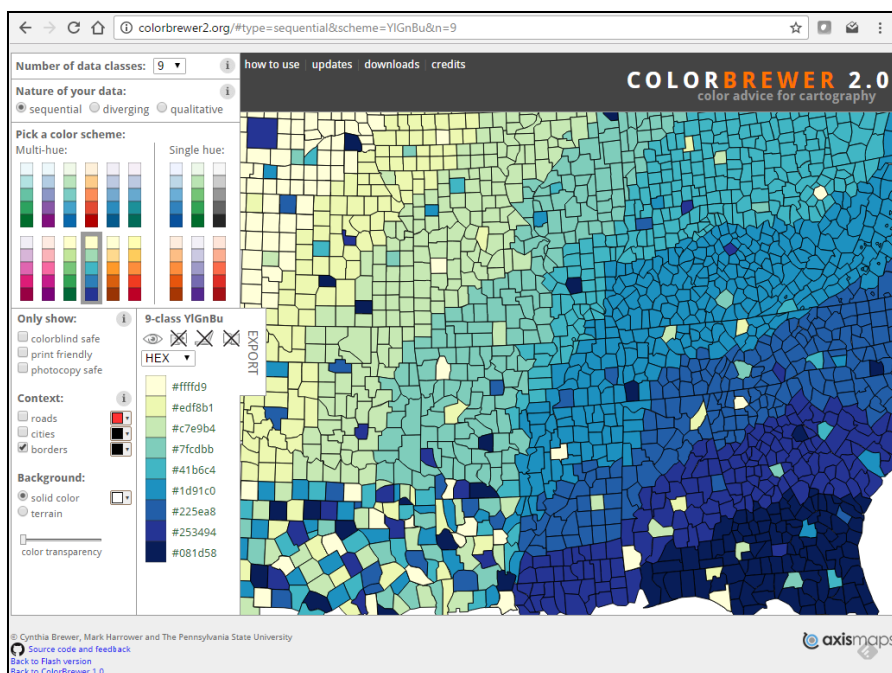 colorbrewer2.org/#type=sequential&scheme=YlGnBu&n=9
Number of data classes: 9 i
how to use | updates | downloads | credits
COLORBREWER 2.0
color advice for cartography
Nature of your data: i
sequential diverging qualitative
Pick a color scheme:
Multi-hue: Single hue:
Only show: i
colorblind safe
print friendly
photocopy safe
Context: i
roads
cities
borders
Background:
solid color
terrain
color transparency
9-class YlGnBu
EXPORT
HEX
#ffffd9
#edf8b1
#c7e9b4
#7fcdbb
#41b6c4
#1d91c0
#225ea8
#253494
#081d58
© Cynthia Brewer, Mark Harrower and The Pennsylvania State University
Source code and feedback
Back to Flash version
Back to ColorBrewer 1.0
axismaps